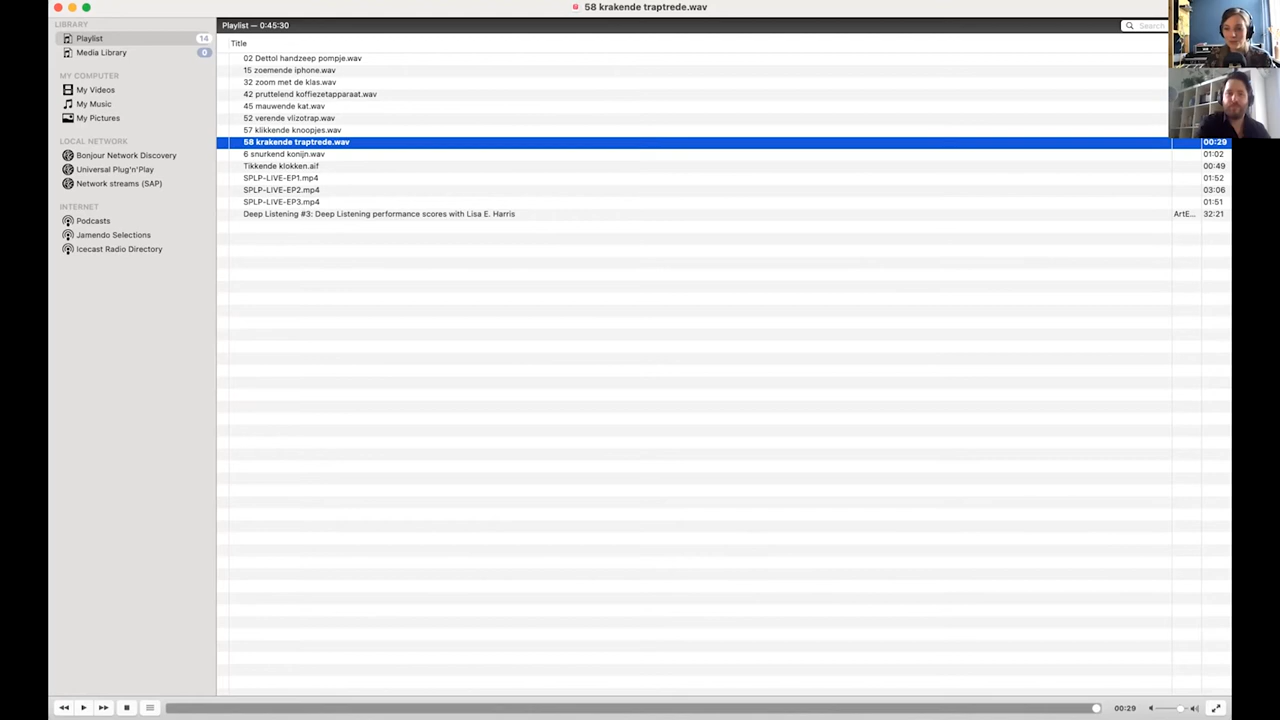 58 krakende traptrede.wav
LIBRARY
Playlist 14
Media Library 0
MY COMPUTER
My Videos
My Music
My Pictures
LOCAL NETWORK
Bonjour Network Discovery
Universal Plug'n'Play
Network streams (SAP)
INTERNET
Podcasts
Jamendo Selections
Icecast Radio Directory
Playlist — 0:45:30
Search
Title
02 Dettol handzeep pompje.wav
15 zoemende iphone.wav
32 zoom met de klas.wav
42 pruttelend koffiezetapparaat.wav
45 mauwende kat.wav
52 verende vlizotrap.wav
57 klikkende knoopjes.wav
58 krakende traptrede.wav 00:29
6 snurkend konijn.wav 01:02
Tikkende klokken.aif 00:49
SPLP-LIVE-EP1.mp4 01:52
SPLP-LIVE-EP2.mp4 03:06
SPLP-LIVE-EP3.mp4 01:51
Deep Listening #3: Deep Listening performance scores with Lisa E. Harris ArtE... 32:21
00:29